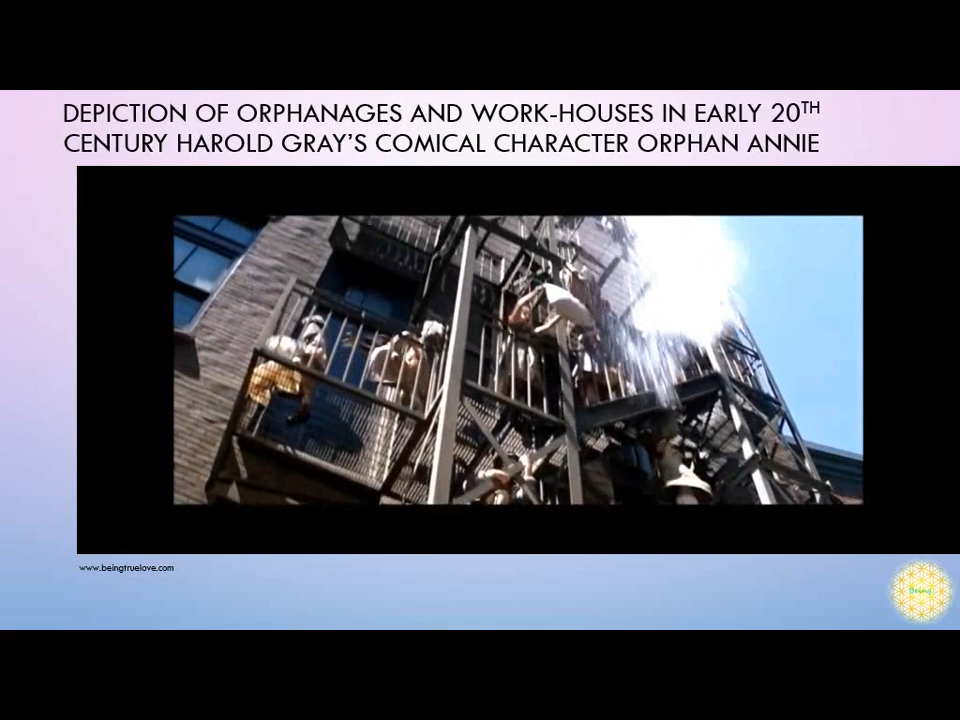 DEPICTION OF ORPHANAGES AND WORK-HOUSES IN EARLY 20TH
CENTURY HAROLD GRAY'S COMICAL CHARACTER ORPHAN ANNIE
www.beingtruelove.com
Being